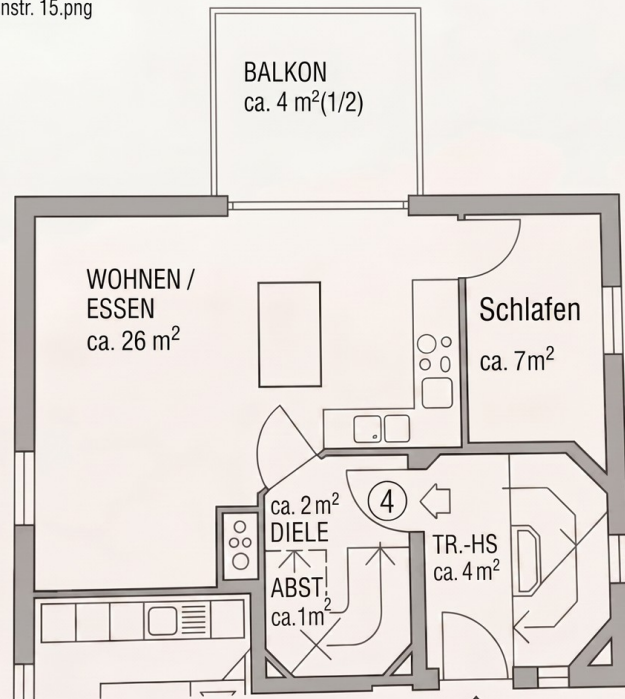 nstr. 15.png
BALKON
ca. 4 m²(1/2)
WOHNEN /
ESSEN
ca. 26 m²
Schlafen
ca. 7m²
ca. 2 m²
DIELE
4
ABST.
ca.1m²
TR.-HS
ca. 4 m²